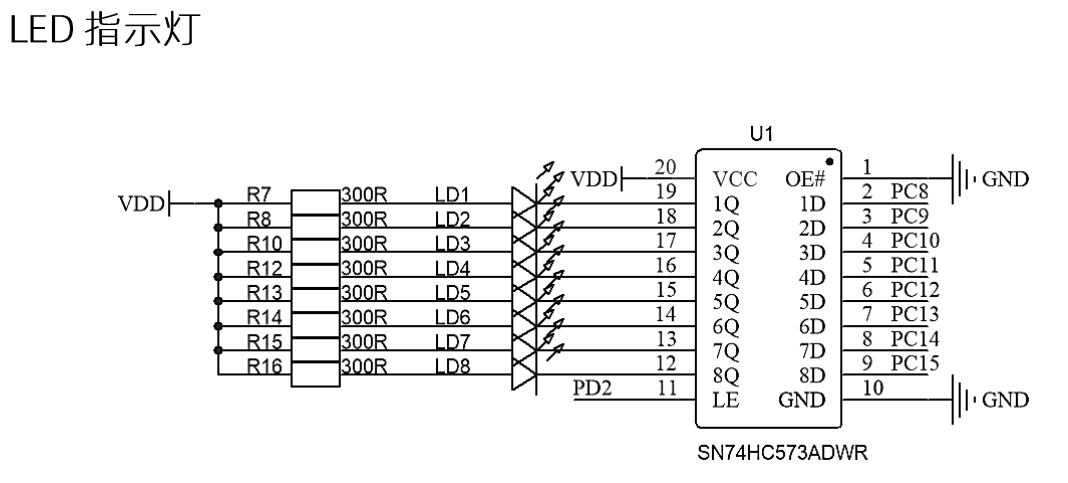 LED 指示灯
U1
VDD 20 VCC OE# 1 GND
VDD R7 300R LD1 19 1Q 1D 2 PC8
R8 300R LD2 18 2Q 2D 3 PC9
R10 300R LD3 17 3Q 3D 4 PC10
R12 300R LD4 16 4Q 4D 5 PC11
R13 300R LD5 15 5Q 5D 6 PC12
R14 300R LD6 14 6Q 6D 7 PC13
R15 300R LD7 13 7Q 7D 8 PC14
R16 300R LD8 12 8Q 8D 9 PC15
PD2 11 LE GND 10 GND
SN74HC573ADWR